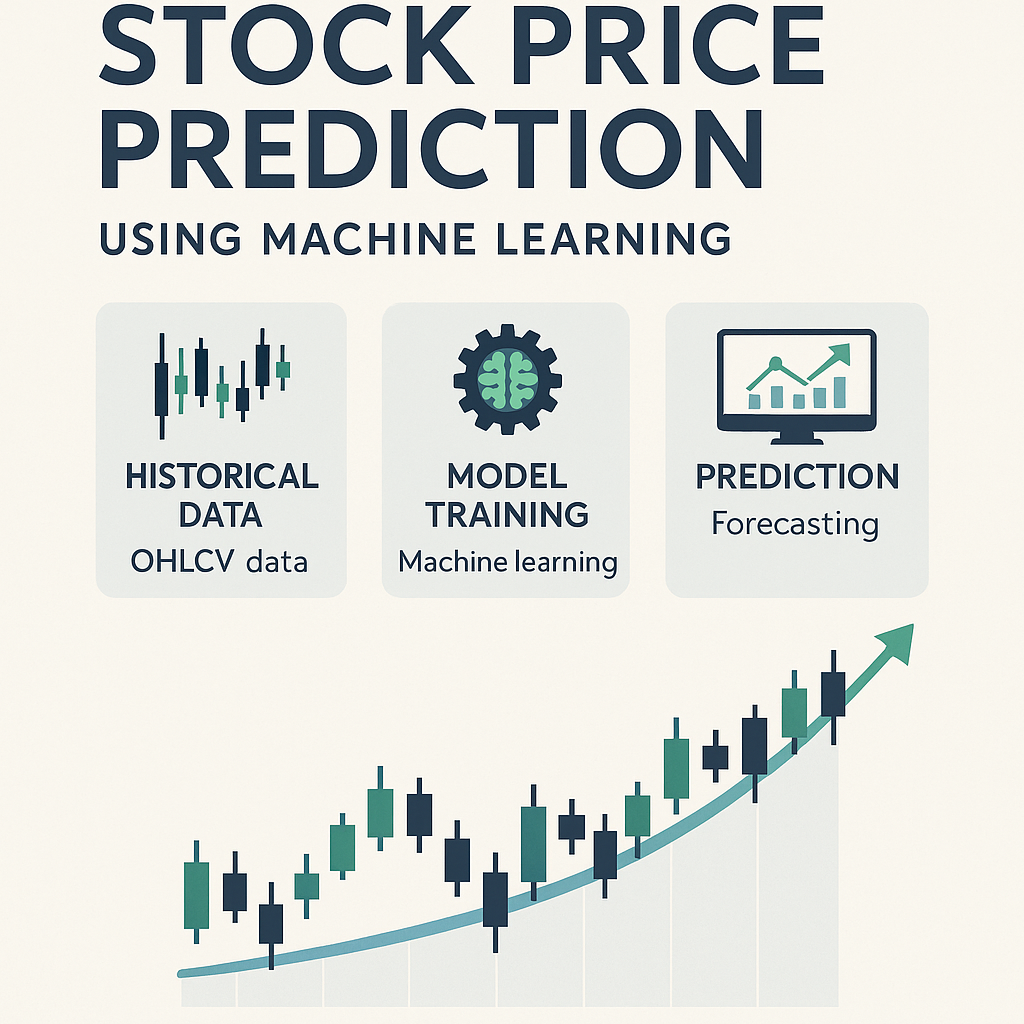 STOCK PRICE
PREDICTION
USING MACHINE LEARNING
HISTORICAL
DATA
OHLCV data
MODEL
TRAINING
Machine learning
PREDICTION
Forecasting